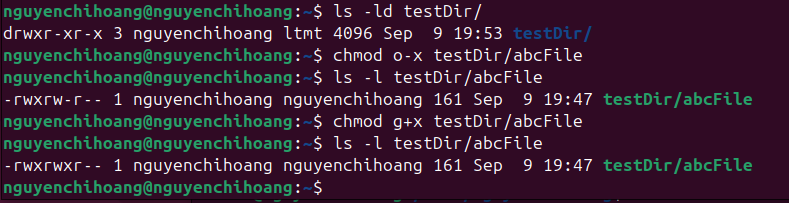 nguyenchihoang@nguyenchihoang:~$ ls -ld testDir/
drwxr-xr-x 3 nguyenchihoang ltmt 4096 Sep  9 19:53 testDir/
nguyenchihoang@nguyenchihoang:~$ chmod o-x testDir/abcFile
nguyenchihoang@nguyenchihoang:~$ ls -l testDir/abcFile
-rwxrw-r-- 1 nguyenchihoang nguyenchihoang 161 Sep  9 19:47 testDir/abcFile
nguyenchihoang@nguyenchihoang:~$ chmod g+x testDir/abcFile
nguyenchihoang@nguyenchihoang:~$ ls -l testDir/abcFile
-rwxrwxr-- 1 nguyenchihoang nguyenchihoang 161 Sep  9 19:47 testDir/abcFile
nguyenchihoang@nguyenchihoang:~$